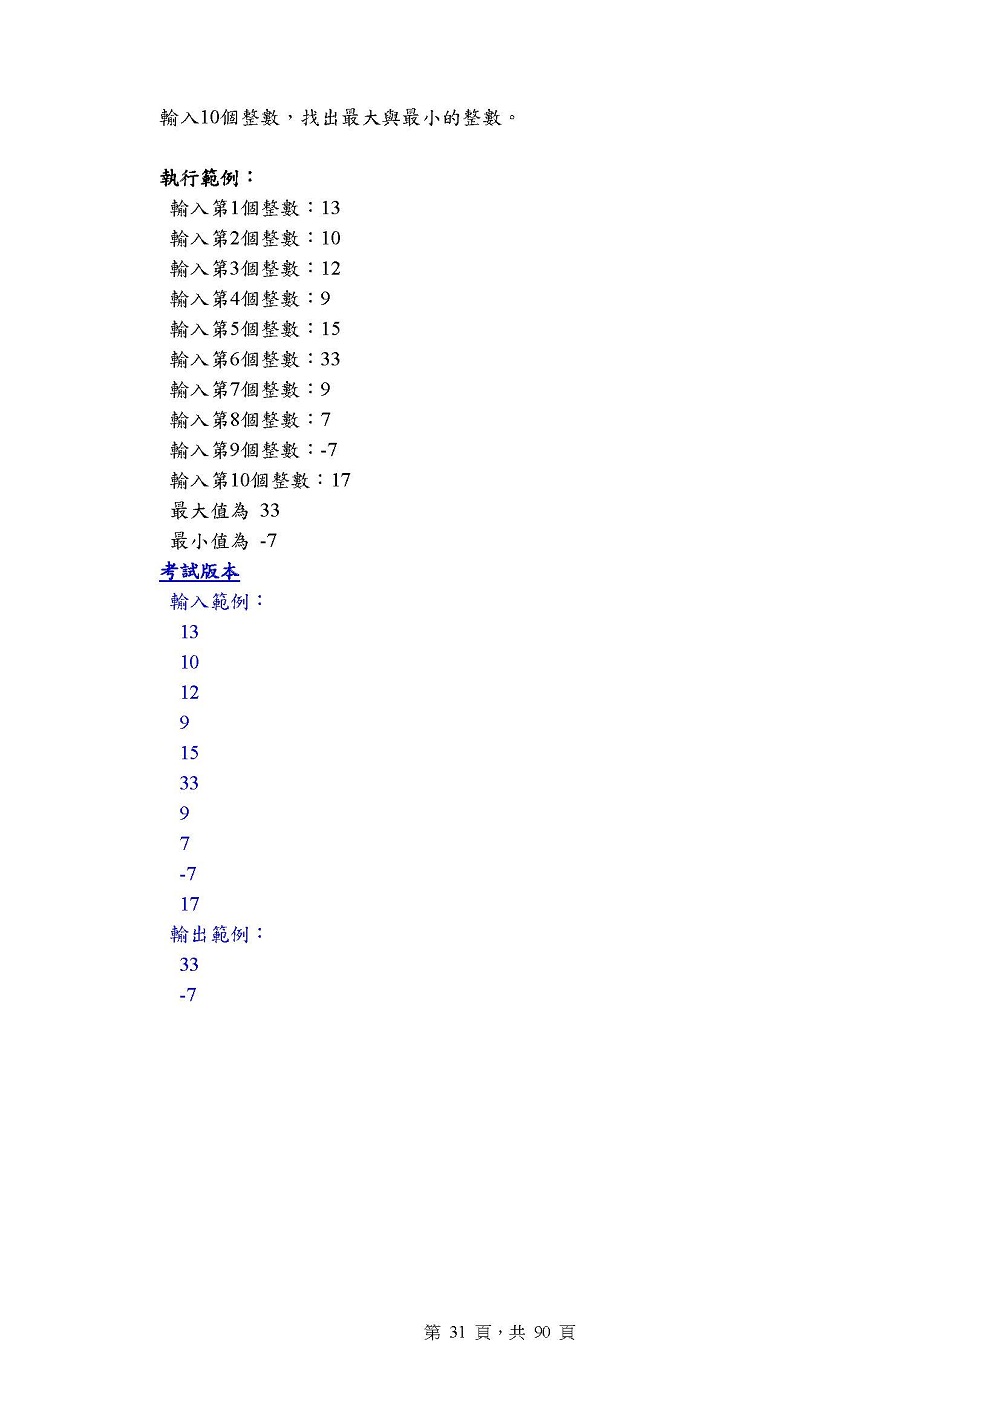 輸入10個整數，找出最大與最小的整數。
執行範例：
輸入第1個整數：13
輸入第2個整數：10
輸入第3個整數：12
輸入第4個整數：9
輸入第5個整數：15
輸入第6個整數：33
輸入第7個整數：9
輸入第8個整數：7
輸入第9個整數：-7
輸入第10個整數：17
最大值為 33
最小值為 -7
考試版本
輸入範例：
13
10
12
9
15
33
9
7
-7
17
輸出範例：
33
-7
第 31 頁，共 90 頁